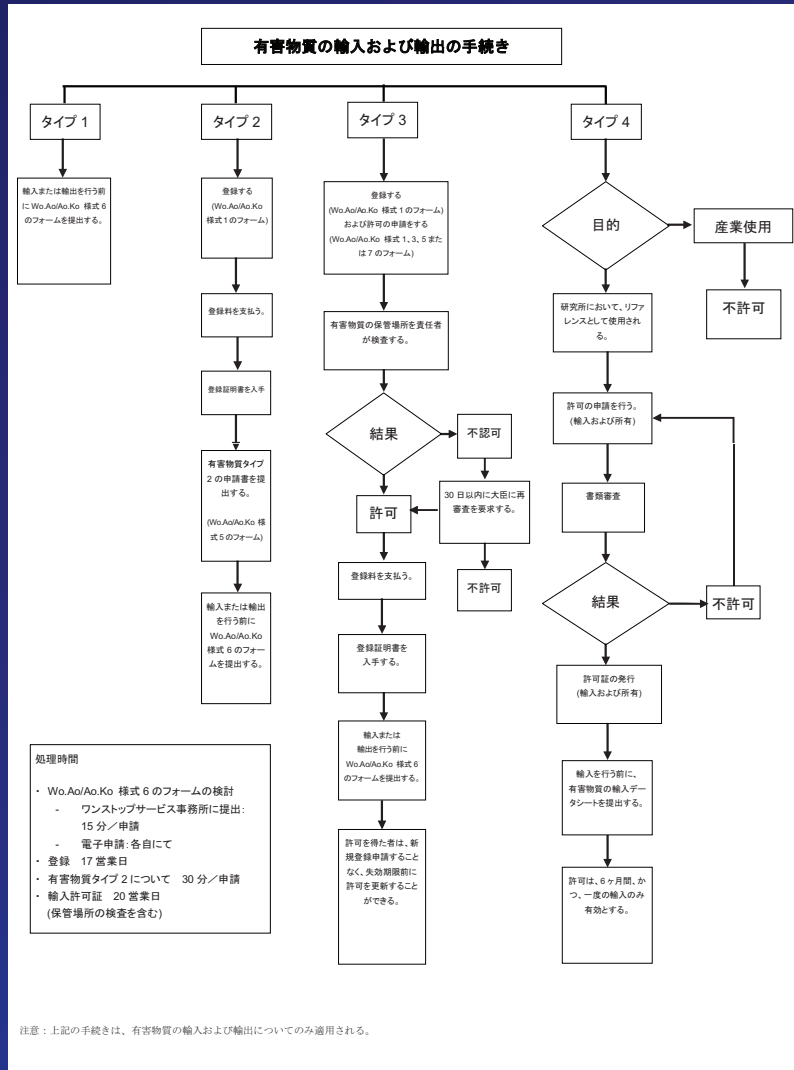 有害物質の輸入および輸出の手続き
タイプ 1
輸入または輸出を行う前
に Wo.Ao/Ao.Ko 様式 6
のフォームを提出する。
タイプ 2
登録する
(Wo.Ao/Ao.Ko
様式 1 のフォーム)
登録料を支払う。
登録証明書を入手
有害物質タイプ
2 の申請書を提
出する。
(Wo.Ao/Ao.Ko 様
式 5 のフォーム)
輸入または輸出
を行う前に
Wo.Ao/Ao.Ko
様式 6 のフォー
ムを提出する。
タイプ 3
登録する
(Wo.Ao/Ao.Ko 様式 1 のフォーム)
および許可の申請をする
(Wo.Ao/Ao.Ko 様式 1、3、5 また
は 7 のフォーム)
有害物質の保管場所を責任者
が検査する。
結果
不認可
30 日以内に大臣に再
審査を要求する。
不許可
許可
登録料を支払う。
登録証明書を
入手する。
輸入または
輸出を行う前に
Wo.Ao/Ao.Ko 様式 6
のフォームを提出する。
許可を得た者は、新
規登録申請すること
なく、失効期限前に
許可を更新すること
ができる。
タイプ 4
目的
産業使用
不許可
研究所において、リファ
レンスとして使用され
る。
許可の申請を行う。
(輸入および所有)
書類審査
結果
不許可
許可証の発行
(輸入および所有)
輸入を行う前に、
有害物質の輸入デー
タシートを提出する。
許可は、6 ヶ月間、か
つ、一度の輸入のみ
有効とする。
処理時間
・ Wo.Ao/Ao.Ko 様式 6 のフォームの検討
- ワンストップサービス事務所に提出:
15 分／申請
- 電子申請: 各自にて
・ 登録 17 営業日
・ 有害物質タイプ 2 について 30 分／申請
・ 輸入許可証 20 営業日
(保管場所の検査を含む)
注意：上記の手続きは、有害物質の輸入および輸出についてのみ適用される。